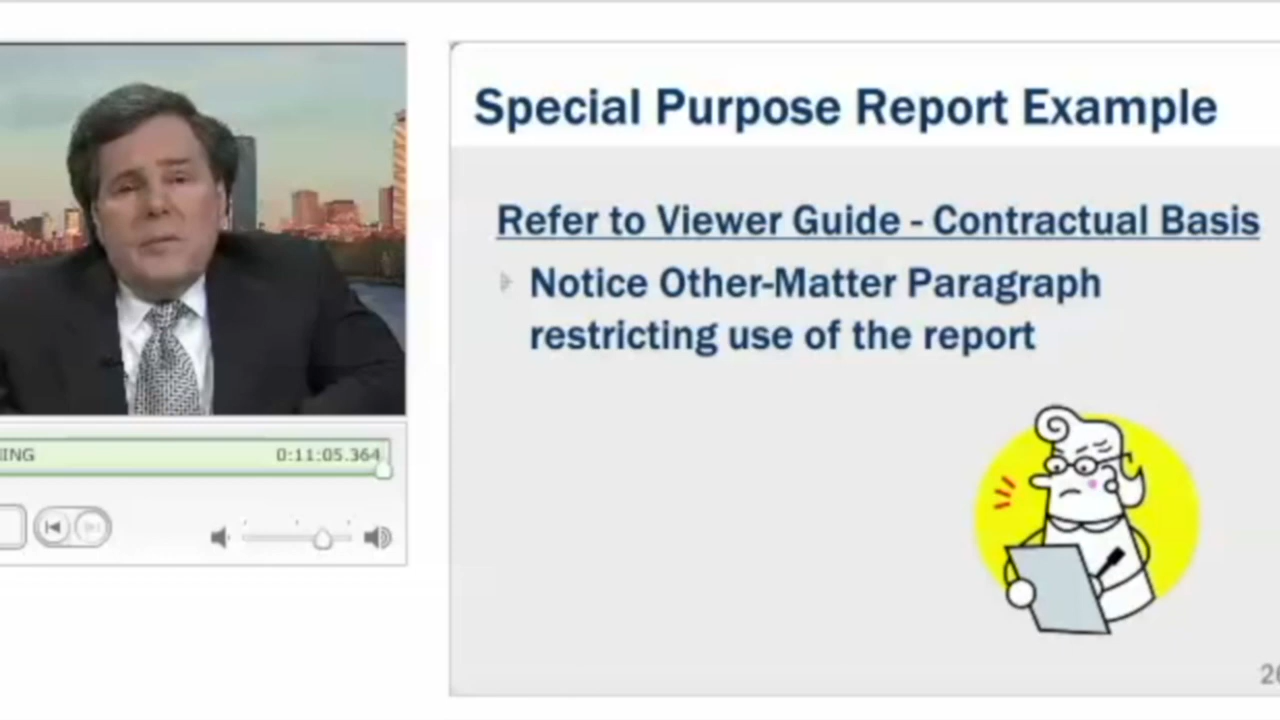 Special Purpose Report Example
Refer to Viewer Guide - Contractual Basis
Notice Other-Matter Paragraph
restricting use of the report
ING 0:11:05.364